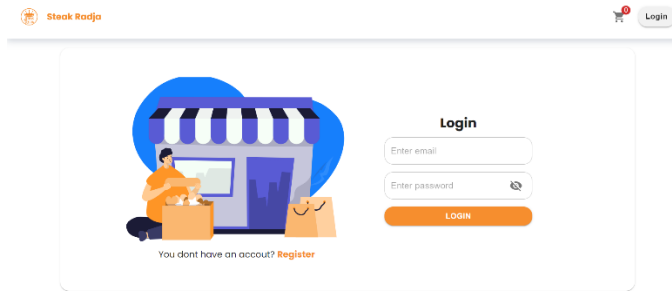 Steak Radja
0
Login
Login
Enter email
Enter password
LOGIN
You dont have an accout? Register